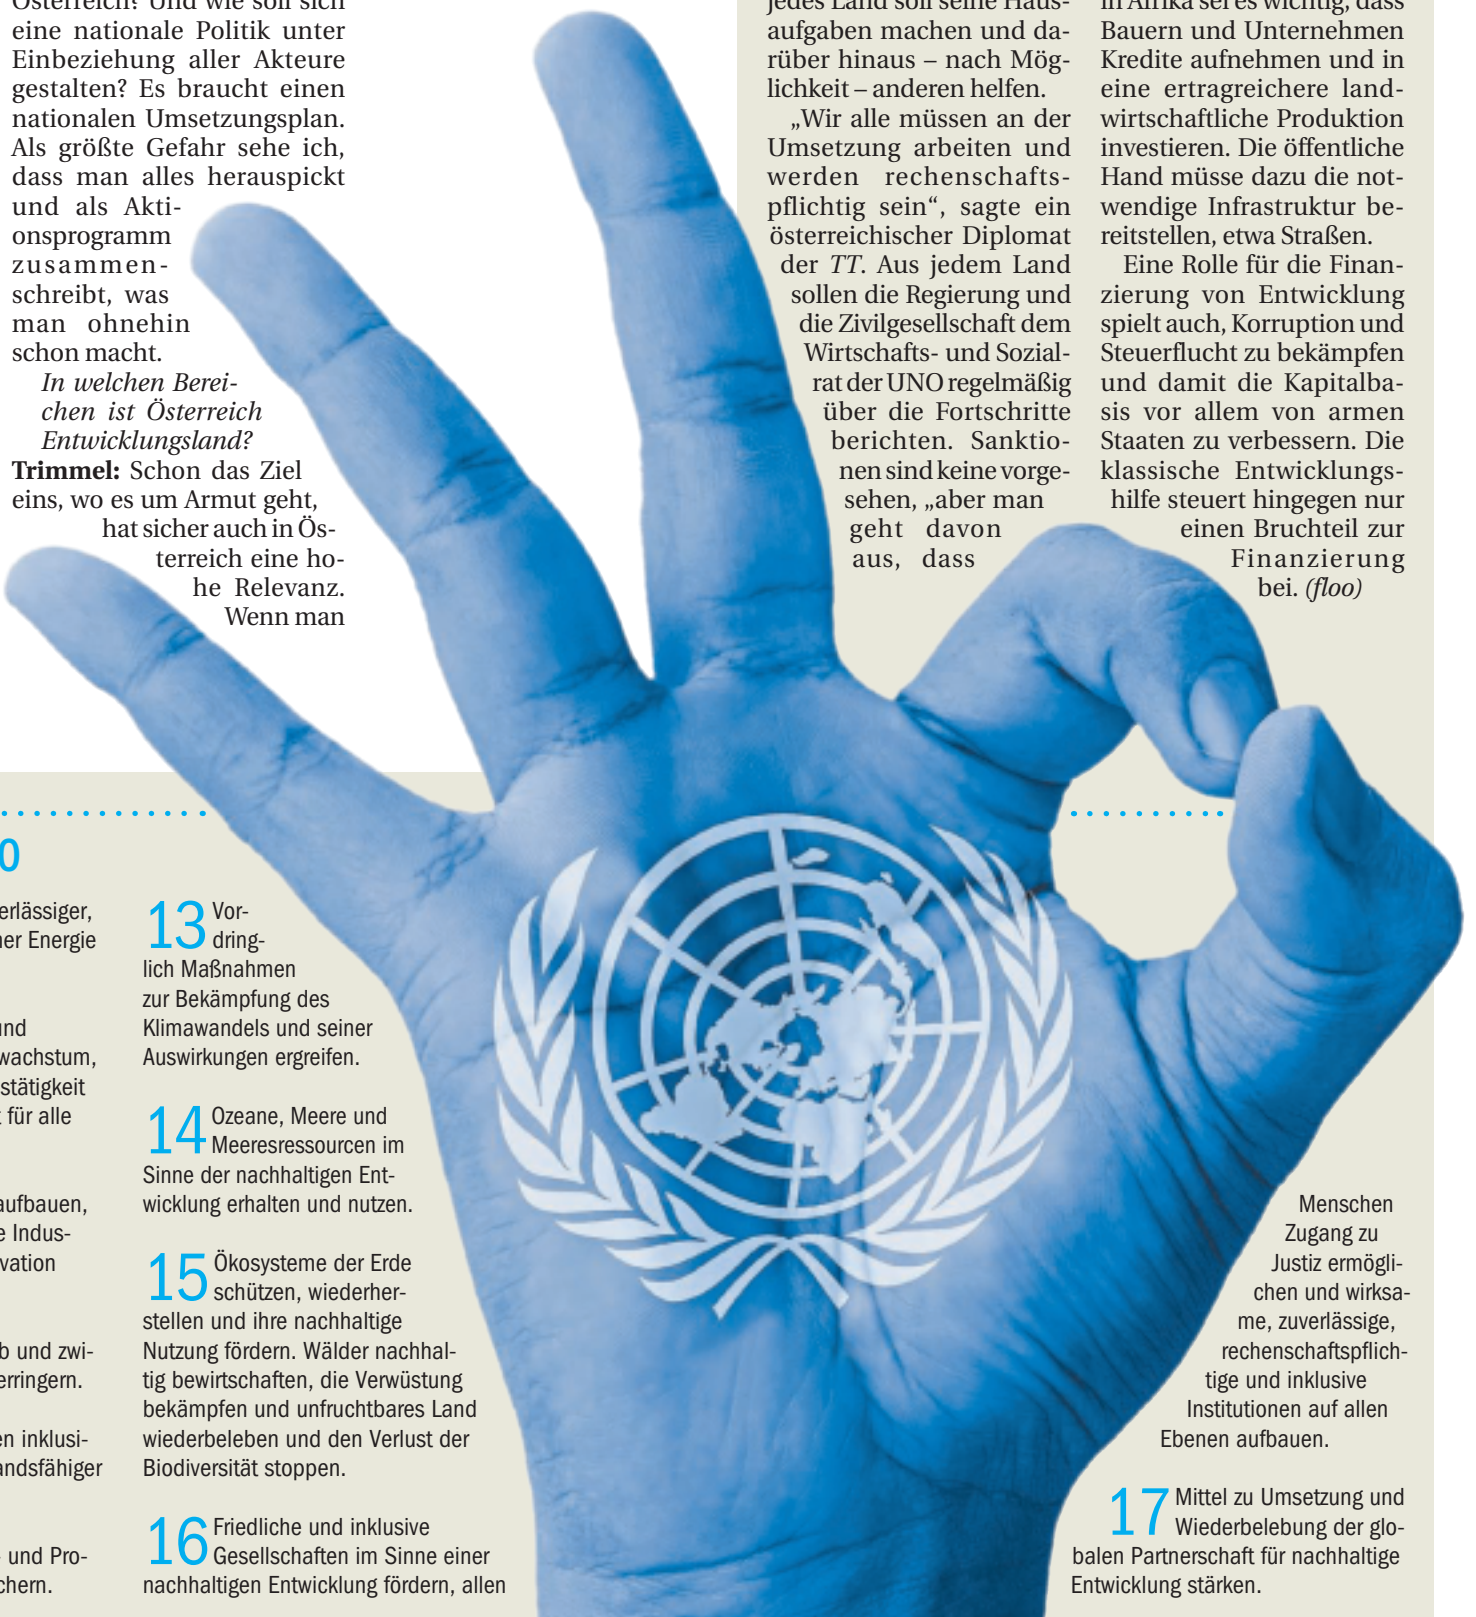 Österreich? Und wie soll sich
eine nationale Politik unter
Einbeziehung aller Akteure
gestalten? Es braucht einen
nationalen Umsetzungsplan.
Als größte Gefahr sehe ich,
dass man alles herauspickt
und als Akti-
onsprogramm
zusammen-
schreibt, was
man ohnehin
schon macht.
In welchen Berei-
chen ist Österreich
Entwicklungsland?
Trimmel: Schon das Ziel
eins, wo es um Armut geht,
hat sicher auch in Ös-
terreich eine ho-
he Relevanz.
Wenn man
jedes Land soll seine Haus-
aufgaben machen und da-
rüber hinaus – nach Mög-
lichkeit – anderen helfen.
„Wir alle müssen an der
Umsetzung arbeiten und
werden rechenschafts-
pflichtig sein“, sagte ein
österreichischer Diplomat
der TT. Aus jedem Land
sollen die Regierung und
die Zivilgesellschaft dem
Wirtschafts- und Sozial-
rat der UNO regelmäßig
über die Fortschritte
berichten. Sanktio-
nen sind keine vorge-
sehen, „aber man
geht davon
aus, dass
in Afrika sei es wichtig, dass
Bauern und Unternehmen
Kredite aufnehmen und in
eine ertragreichere land-
wirtschaftliche Produktion
investieren. Die öffentliche
Hand müsse dazu die not-
wendige Infrastruktur be-
reitstellen, etwa Straßen.
Eine Rolle für die Finan-
zierung von Entwicklung
spielt auch, Korruption und
Steuerflucht zu bekämpfen
und damit die Kapitalba-
sis vor allem von armen
Staaten zu verbessern. Die
klassische Entwicklungs-
hilfe steuert hingegen nur
einen Bruchteil zur
Finanzierung
bei. (floo)
0
erlässiger,
ner Energie
und
wachstum,
stätigkeit
t für alle
aufbauen,
e Indus-
vation
b und zwi-
erringern.
en inklusi-
andsfähiger
- und Pro-
chern.
13 Vor-
dring-
lich Maßnahmen
zur Bekämpfung des
Klimawandels und seiner
Auswirkungen ergreifen.
14 Ozeane, Meere und
Meeresressourcen im
Sinne der nachhaltigen Ent-
wicklung erhalten und nutzen.
15 Ökosysteme der Erde
schützen, wiederher-
stellen und ihre nachhaltige
Nutzung fördern. Wälder nachhal-
tig bewirtschaften, die Verwüstung
bekämpfen und unfruchtbares Land
wiederbeleben und den Verlust der
Biodiversität stoppen.
16 Friedliche und inklusive
Gesellschaften im Sinne einer
nachhaltigen Entwicklung fördern, allen
Menschen
Zugang zu
Justiz ermögli-
chen und wirksa-
me, zuverlässige,
rechenschaftspflich-
tige und inklusive
Institutionen auf allen
Ebenen aufbauen.
17 Mittel zu Umsetzung und
Wiederbelebung der glo-
balen Partnerschaft für nachhaltige
Entwicklung stärken.